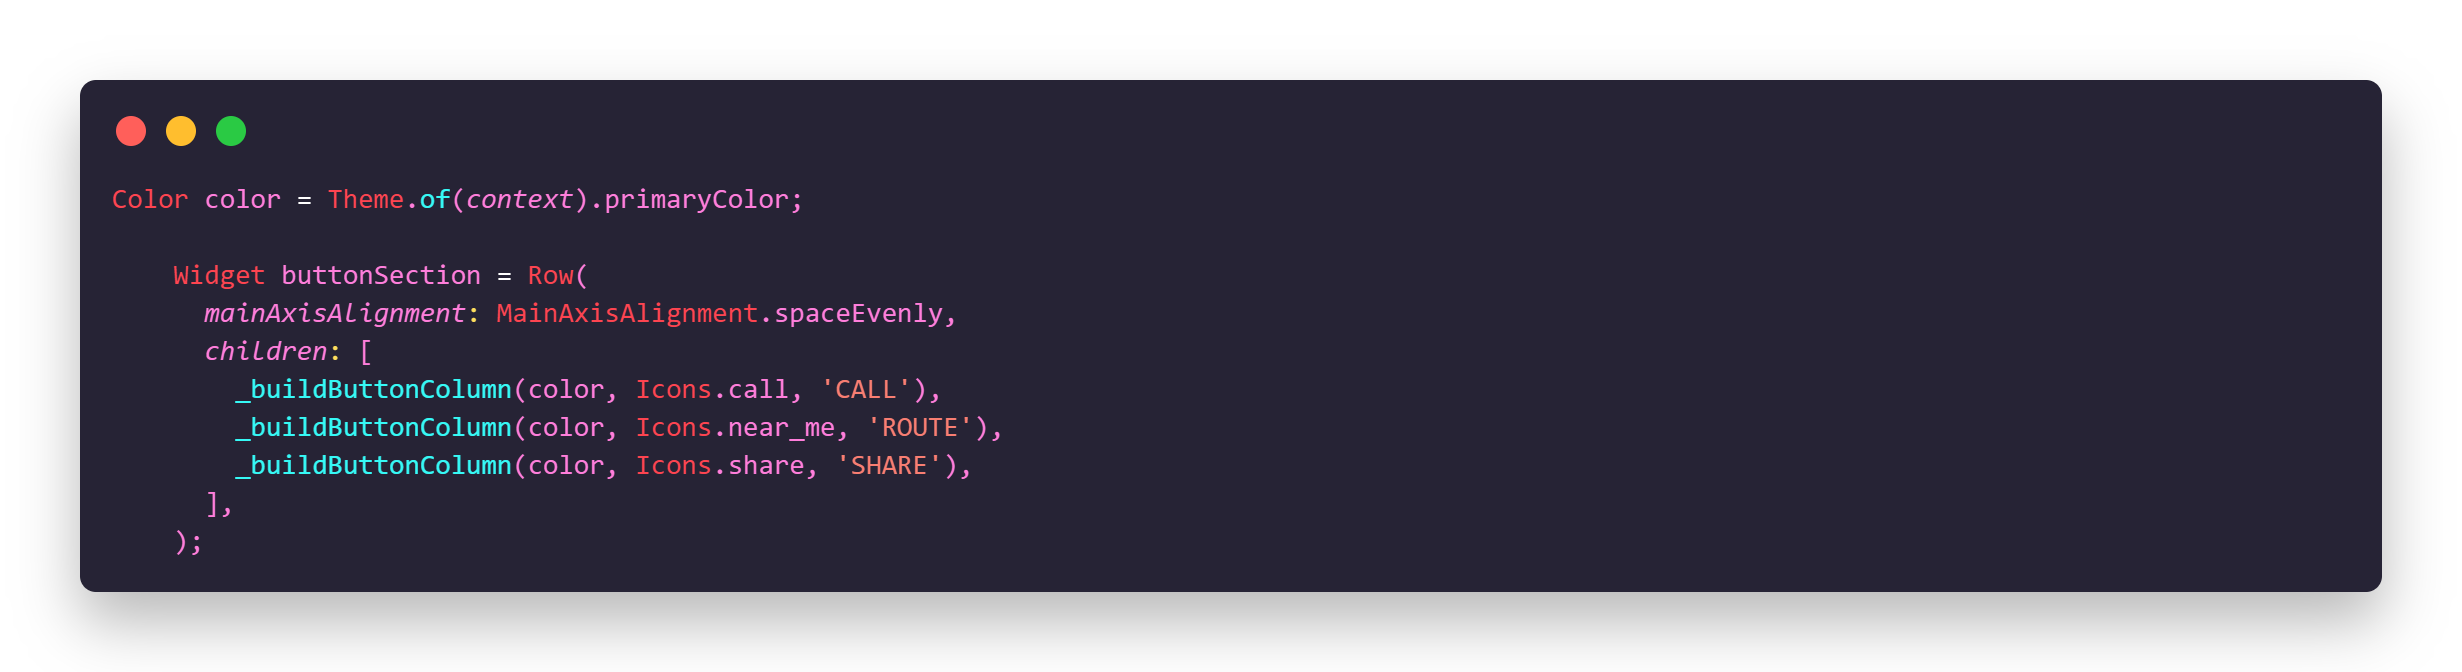 Color color = Theme.of(context).primaryColor;

    Widget buttonSection = Row(
      mainAxisAlignment: MainAxisAlignment.spaceEvenly,
      children: [
        _buildButtonColumn(color, Icons.call, 'CALL'),
        _buildButtonColumn(color, Icons.near_me, 'ROUTE'),
        _buildButtonColumn(color, Icons.share, 'SHARE'),
      ],
    );